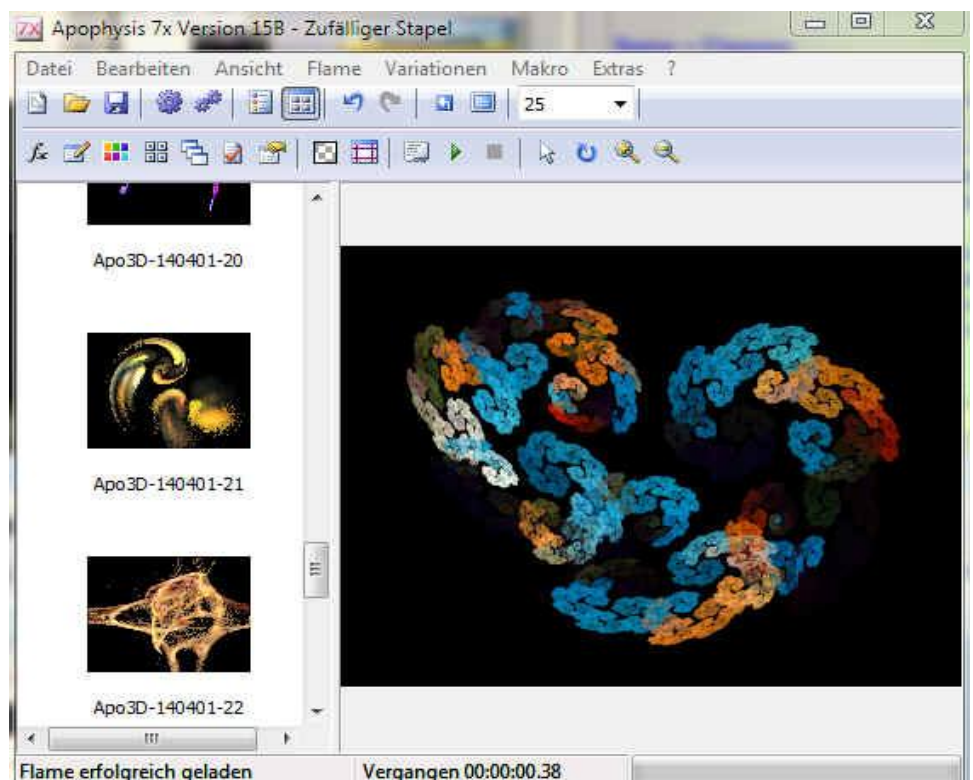 7X Apophysis 7x Version 15B - Zufälliger Stapel
Datei Bearbeiten Ansicht Flame Variationen Makro Extras ?
25
Apo3D-140401-20
Apo3D-140401-21
Apo3D-140401-22
Flame erfolgreich geladen Vergangen 00:00:00.38